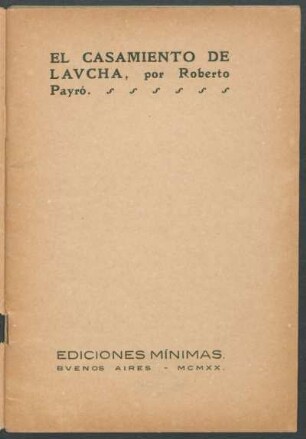 EL CASAMIENTO DE
LAVCHA, por Roberto
Payró.
EDICIONES MÍNIMAS.
BVENOS AIRES - MCMXX.